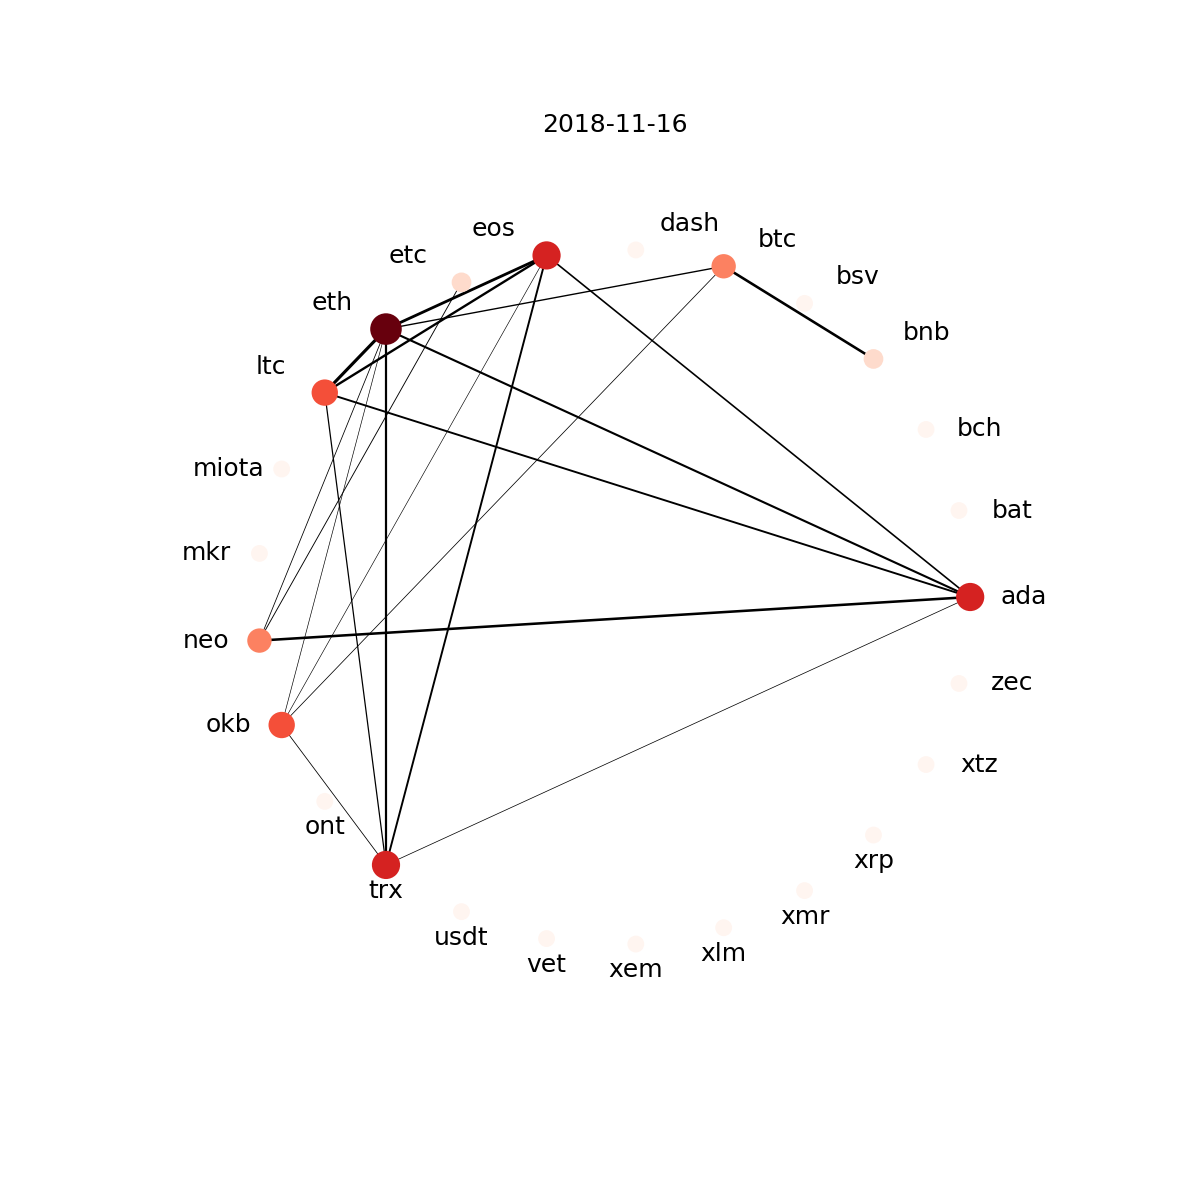 2018-11-16
dash
eos
btc
etc
bsv
eth
bnb
ltc
bch
miota
bat
mkr
ada
neo
zec
okb
xtz
ont
xrp
trx
xmr
usdt
xlm
vet
xem